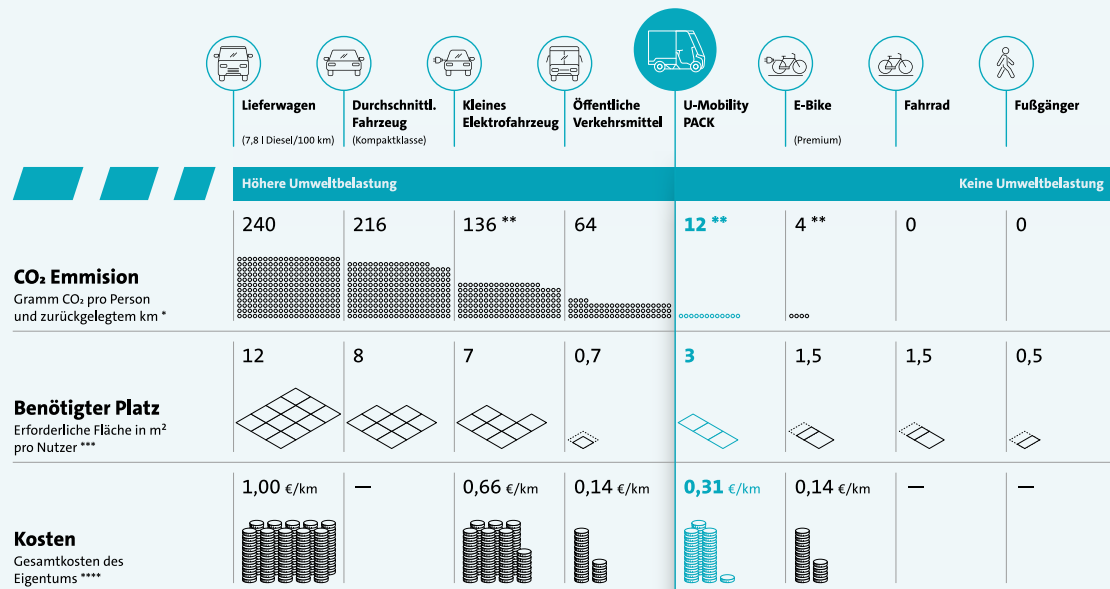 Lieferwagen
(7,8 l Diesel/100 km)
Durchschnittl.
Fahrzeug
(Kompaktklasse)
Kleines
Elektrofahrzeug
Öffentliche
Verkehrsmittel
U-Mobility
PACK
E-Bike
(Premium)
Fahrrad
Fußgänger
Höhere Umweltbelastung
Keine Umweltbelastung
CO₂ Emmision
Gramm CO₂ pro Person
und zurückgelegtem km *
240
216
136 **
64
12 **
4 **
0
0
Benötigter Platz
Erforderliche Fläche in m²
pro Nutzer ***
12
8
7
0,7
3
1,5
1,5
0,5
Kosten
Gesamtkosten des
Eigentums ****
1,00 €/km
—
0,66 €/km
0,14 €/km
0,31 €/km
0,14 €/km
—
—